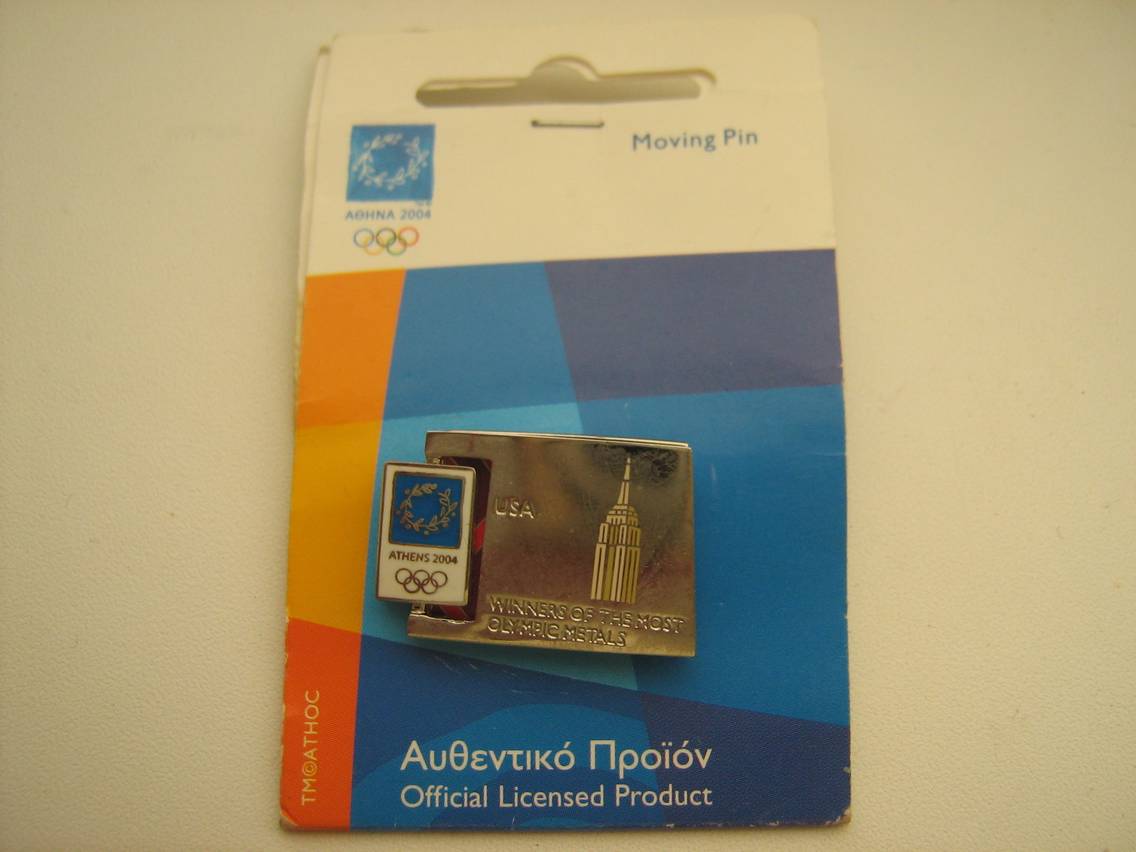 Moving Pin
ΑΘΗΝΑ 2004
USA
ATHENS 2004
WINNERS OF THE MOST
OLYMPIC METALS
TM©ATHOC
Αυθεντικό Προϊόν
Official Licensed Product